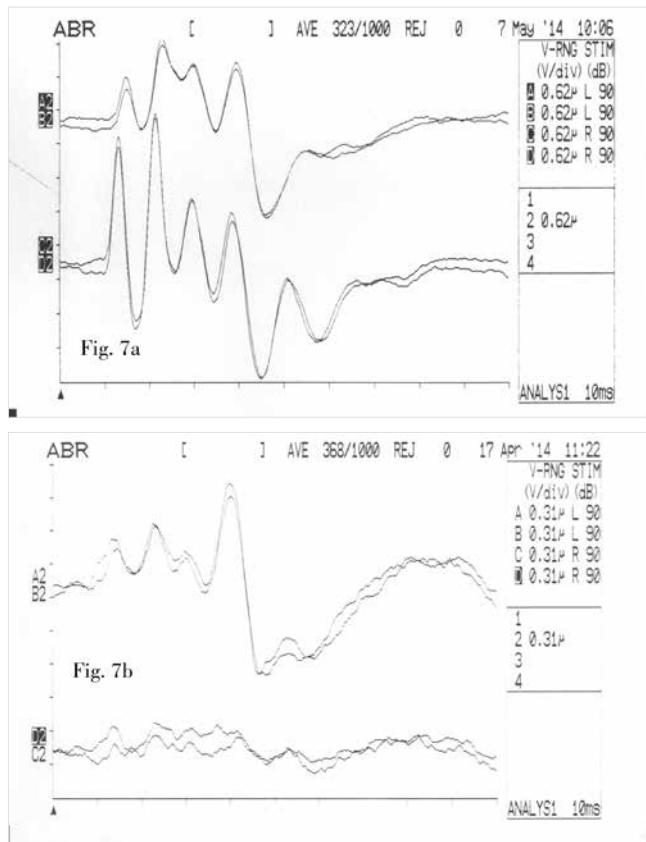 ABR [ ] AVE 323/1000 REJ 0 7 May '14 10:06
V-RNG STIM
(V/div) (dB)
A 0.62µ L 90
B 0.62µ L 90
C 0.62µ R 90
D 0.62µ R 90
A2
B2
1
2 0.62µ
3
4
C2
D2
Fig. 7a
ANALYS1 10ms
ABR [ ] AVE 368/1000 REJ 0 17 Apr '14 11:22
V-RNG STIM
(V/div) (dB)
A 0.31µ L 90
B 0.31µ L 90
C 0.31µ R 90
D 0.31µ R 90
A2
B2
1
2 0.31µ
3
4
Fig. 7b
D2
C2
ANALYS1 10ms